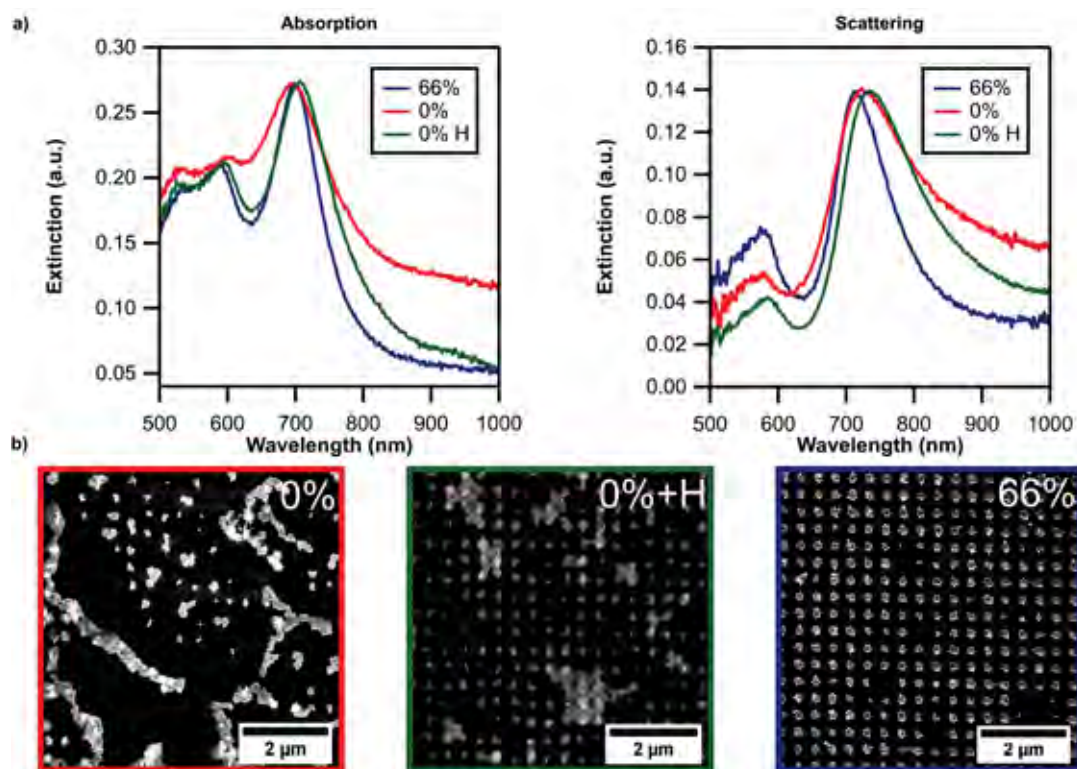 a)
Absorption
Scattering
0.30
0.25
0.20
0.15
0.10
0.05
Extinction (a.u.)
66%
0%
0% H
500 600 700 800 900 1000
Wavelength (nm)
0.16
0.14
0.12
0.10
0.08
0.06
0.04
0.02
0.00
Extinction (a.u.)
66%
0%
0% H
500 600 700 800 900 1000
Wavelength (nm)
b)
0%
2 µm
0%+H
2 µm
66%
2 µm